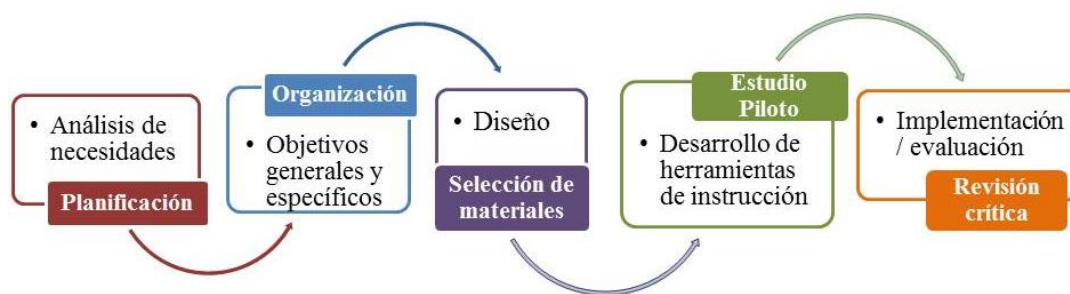 • Análisis de
necesidades
Planificación
Organización
• Objetivos
generales y
específicos
• Diseño
Selección de
materiales
Estudio
Piloto
• Desarrollo de
herramientas
de instrucción
• Implementación
/ evaluación
Revisión
crítica